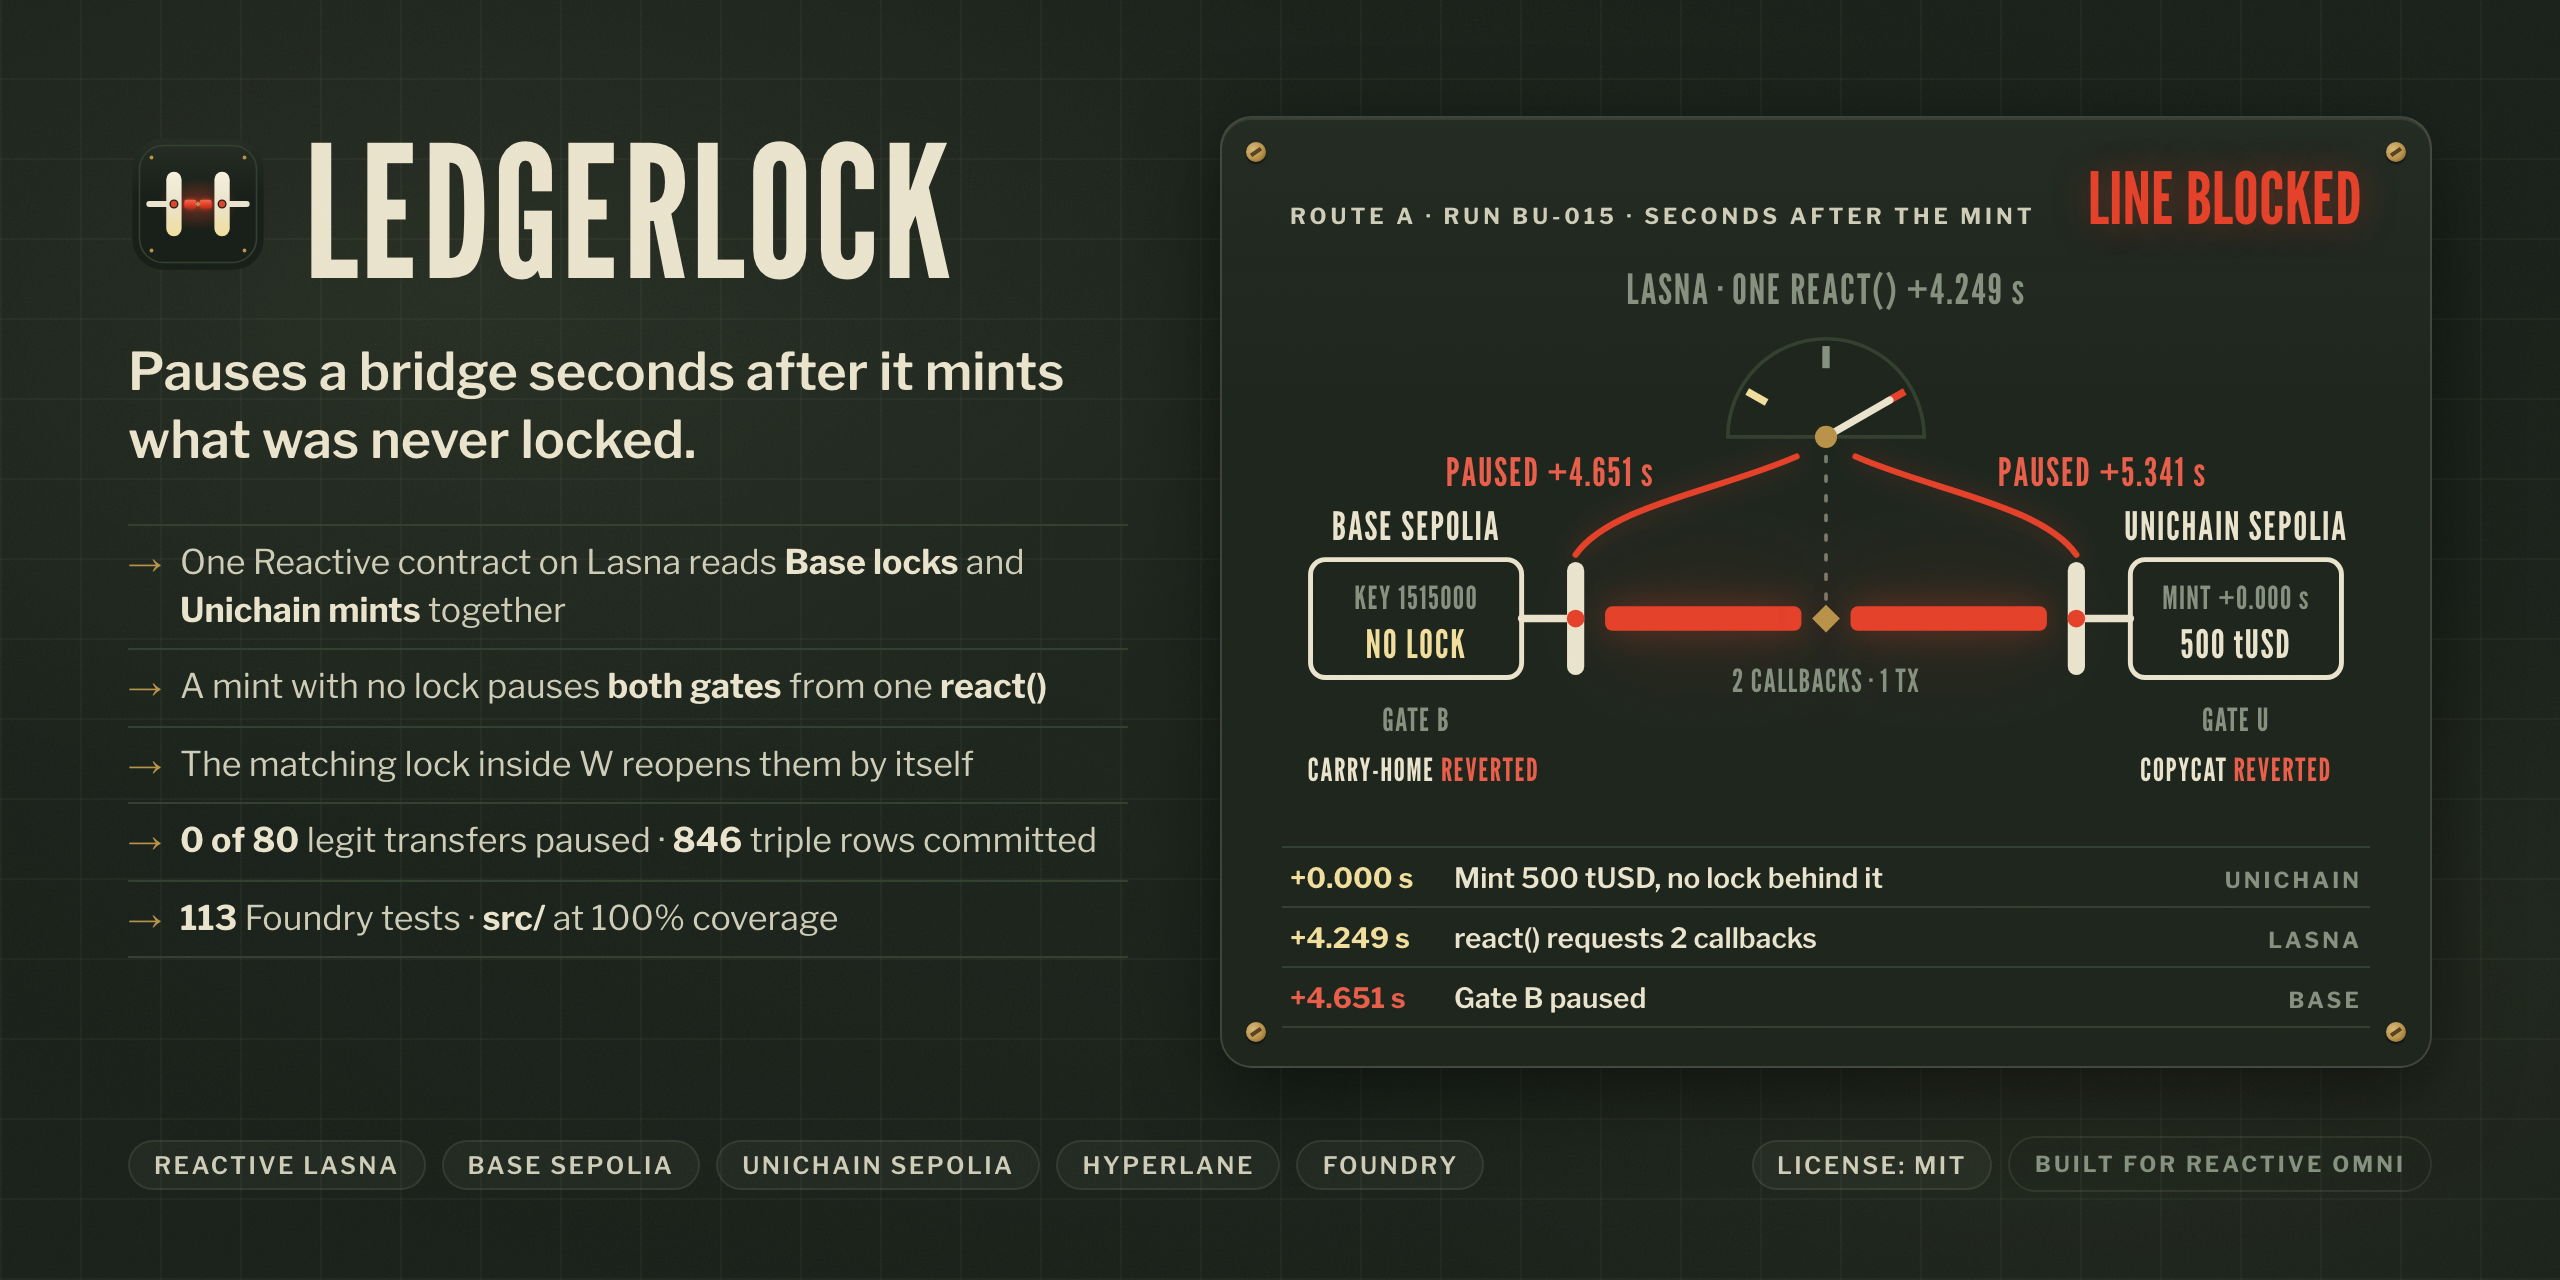 LEDGERLOCK
Pauses a bridge seconds after it mints
what was never locked.
→ One Reactive contract on Lasna reads Base locks and
Unichain mints together
→ A mint with no lock pauses both gates from one react()
→ The matching lock inside W reopens them by itself
→ 0 of 80 legit transfers paused · 846 triple rows committed
→ 113 Foundry tests · src/ at 100% coverage
ROUTE A · RUN BU-015 · SECONDS AFTER THE MINT
LINE BLOCKED
LASNA · ONE REACT() +4.249 s
PAUSED +4.651 s
PAUSED +5.341 s
BASE SEPOLIA
UNICHAIN SEPOLIA
KEY 1515000
NO LOCK
MINT +0.000 s
500 tUSD
2 CALLBACKS · 1 TX
GATE B
GATE U
CARRY-HOME REVERTED
COPYCAT REVERTED
+0.000 s Mint 500 tUSD, no lock behind it UNICHAIN
+4.249 s react() requests 2 callbacks LASNA
+4.651 s Gate B paused BASE
REACTIVE LASNA
BASE SEPOLIA
UNICHAIN SEPOLIA
HYPERLANE
FOUNDRY
LICENSE: MIT
BUILT FOR REACTIVE OMNI